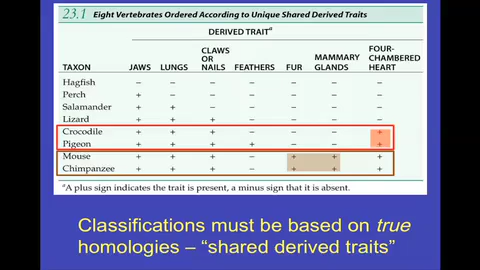 23.1 Eight Vertebrates Ordered According to Unique Shared Derived Traits
DERIVED TRAITa
TAXON JAWS LUNGS CLAWS OR NAILS FEATHERS FUR MAMMARY GLANDS FOUR-CHAMBERED HEART
Hagfish – – – – – – –
Perch + – – – – – –
Salamander + + – – – – –
Lizard + + + – – – –
Crocodile + + + – – – +
Pigeon + + + + – – +
Mouse + + + – + + +
Chimpanzee + + + – + + +
aA plus sign indicates the trait is present, a minus sign that it is absent.
Classifications must be based on true
homologies – “shared derived traits”